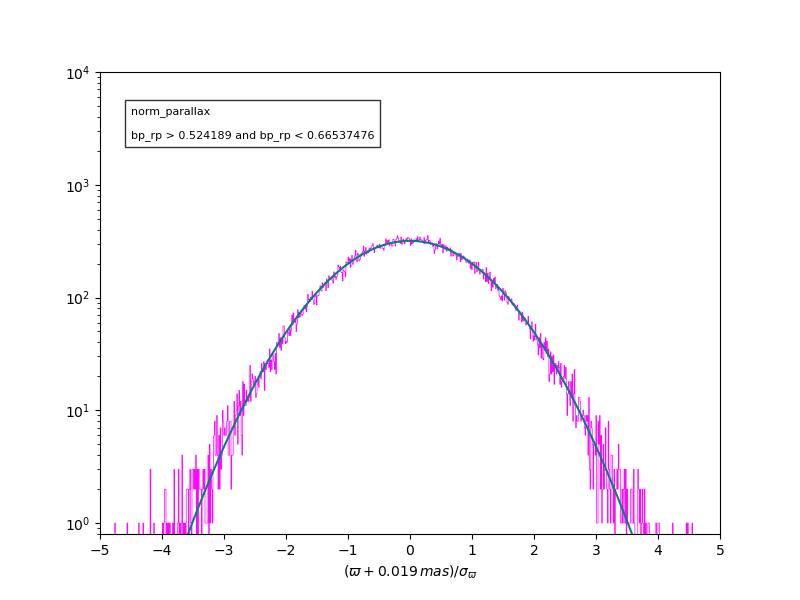 10⁴
norm_parallax
bp_rp > 0.524189 and bp_rp < 0.66537476
10³
10²
10¹
10⁰
−5 −4 −3 −2 −1 0 1 2 3 4 5
(ϖ + 0.019 mas)/σ_ϖ